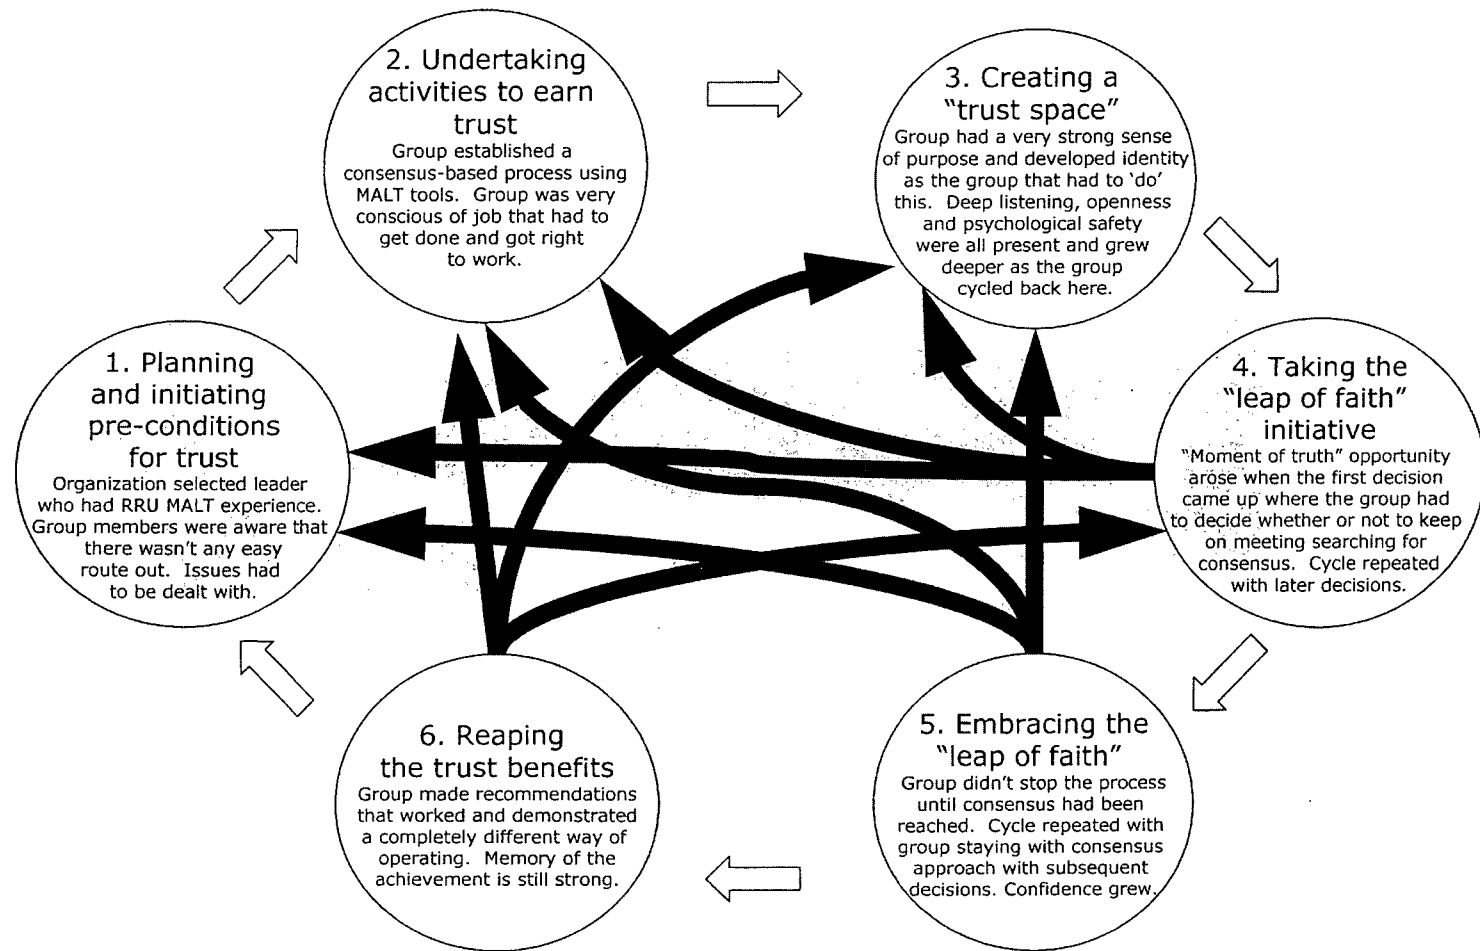 2. Undertaking
activities to earn
trust
Group established a
consensus-based process using
MALT tools.  Group was very
conscious of job that had to
get done and got right
to work.
3. Creating a
“trust space”
Group had a very strong sense
of purpose and developed identity
as the group that had to ‘do’
this.  Deep listening, openness
and psychological safety
were all present and grew
deeper as the group
cycled back here.
1. Planning
and initiating
pre-conditions
for trust
Organization selected leader
who had RRU MALT experience.
Group members were aware that
there wasn’t any easy
route out.  Issues had
to be dealt with.
4. Taking the
“leap of faith”
initiative
“Moment of truth” opportunity
arose when the first decision
came up where the group had
to decide whether or not to keep
on meeting searching for
consensus.  Cycle repeated
with later decisions.
6. Reaping
the trust benefits
Group made recommendations
that worked and demonstrated
a completely different way of
operating.  Memory of the
achievement is still strong.
5. Embracing the
“leap of faith”
Group didn’t stop the process
until consensus had been
reached.  Cycle repeated with
group staying with consensus
approach with subsequent
decisions. Confidence grew.